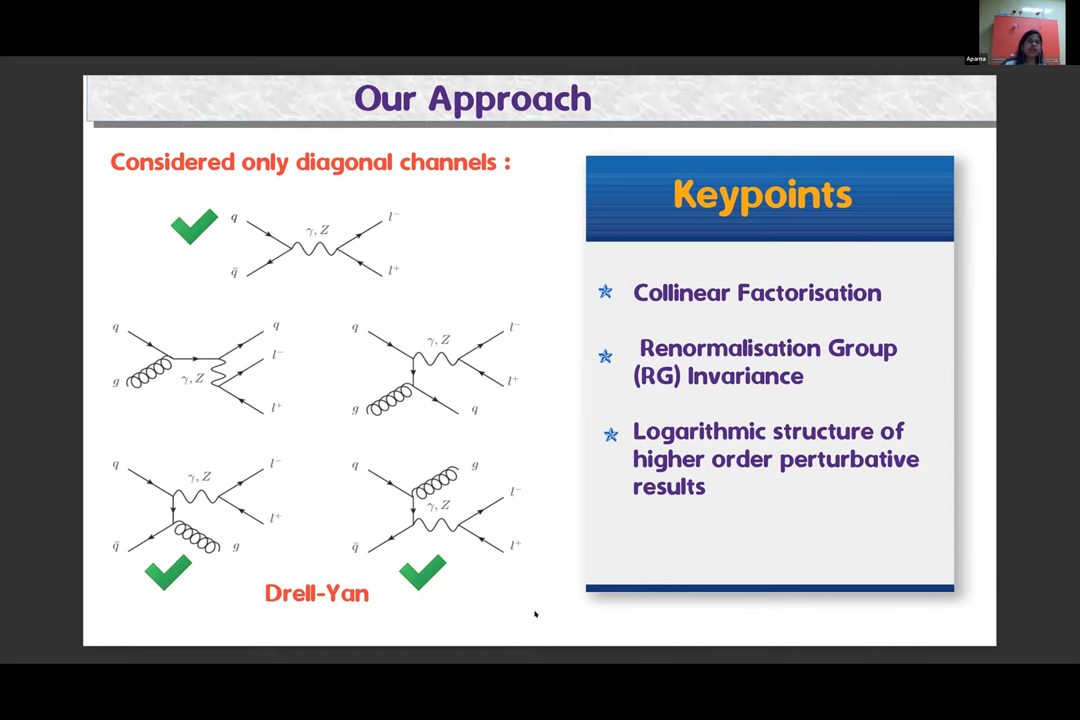 Aparna
Our Approach
Considered only diagonal channels :
q
l⁻
γ, Z
q̄
l⁺
q
q
l⁻
g
γ, Z
l⁺
q
l⁻
γ, Z
l⁺
g
q
q
l⁻
γ, Z
l⁺
q̄
g
q
g
l⁻
γ, Z
q̄
l⁺
Drell-Yan
Keypoints
Collinear Factorisation
Renormalisation Group
(RG) Invariance
Logarithmic structure of
higher order perturbative
results